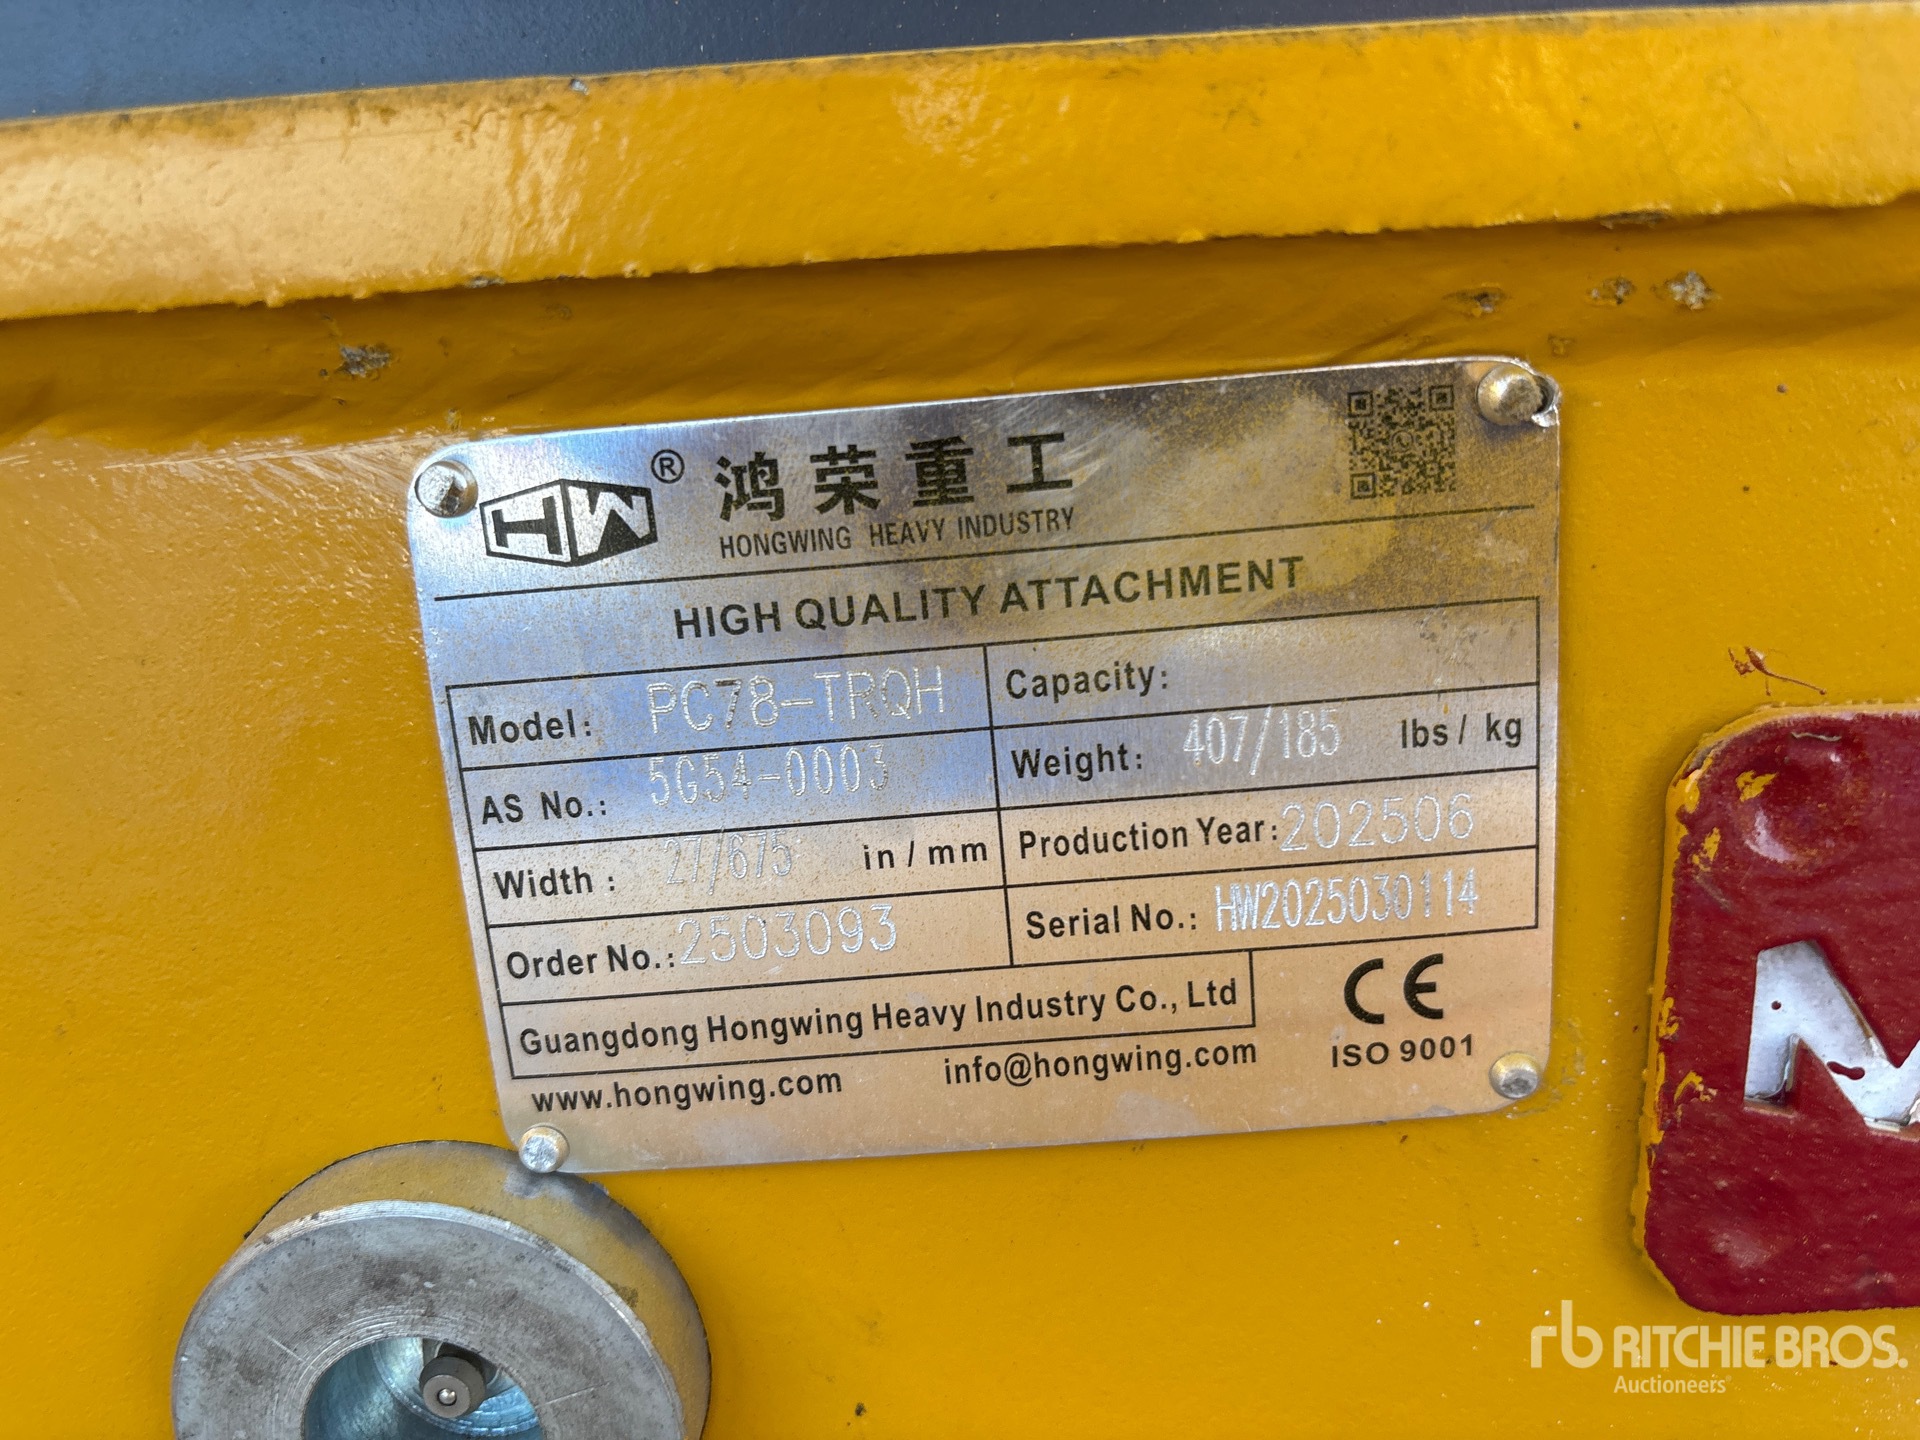 HW® 鸿荣重工
HONGWING HEAVY INDUSTRY
HIGH QUALITY ATTACHMENT
Model: PC78-TRQH Capacity:
AS No.: 5G54-0003 Weight: 407/185 lbs / kg
Width : 27/675 in / mm Production Year: 202506
Order No.: 2503093 Serial No.: HW2025030114
Guangdong Hongwing Heavy Industry Co., Ltd CE
www.hongwing.com info@hongwing.com ISO 9001
M
rb RITCHIE BROS.
Auctioneers